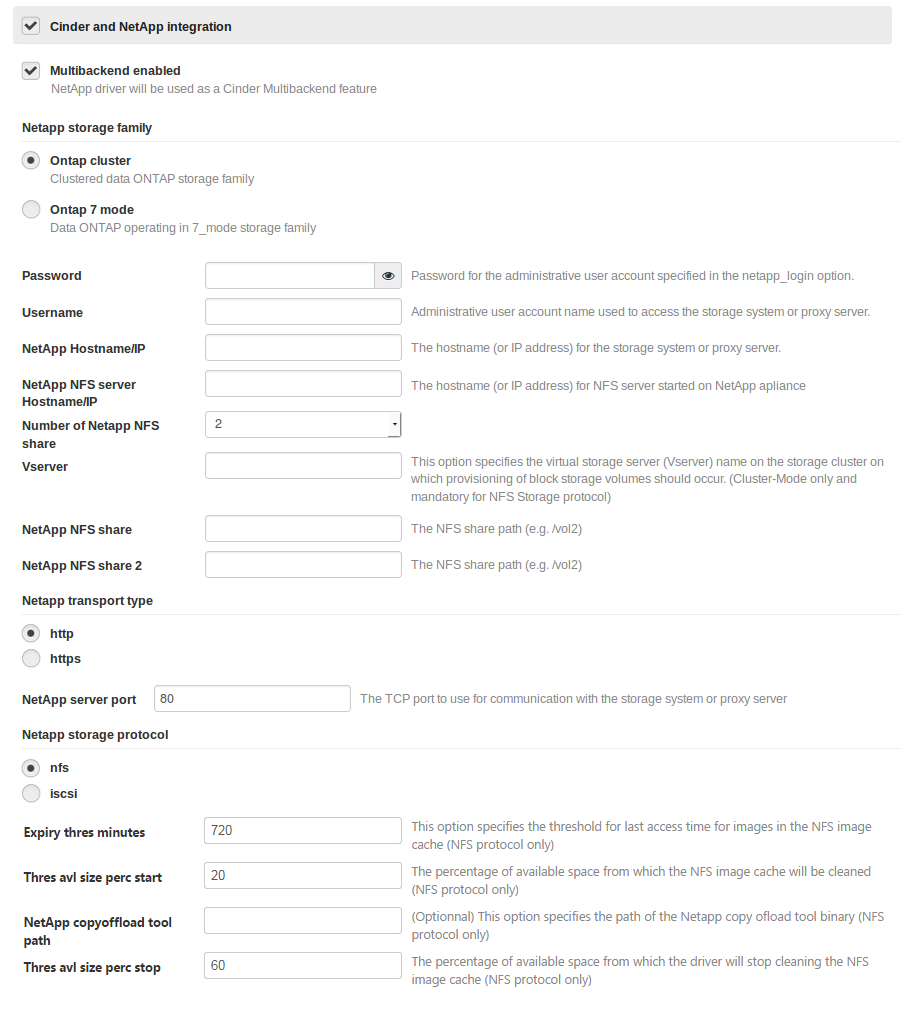 Cinder and NetApp integration
Multibackend enabled
NetApp driver will be used as a Cinder Multibackend feature
Netapp storage family
Ontap cluster
Clustered data ONTAP storage family
Ontap 7 mode
Data ONTAP operating in 7_mode storage family
Password
Password for the administrative user account specified in the netapp_login option.
Username
Administrative user account name used to access the storage system or proxy server.
NetApp Hostname/IP
The hostname (or IP address) for the storage system or proxy server.
NetApp NFS server
Hostname/IP
The hostname (or IP address) for NFS server started on NetApp apliance
Number of Netapp NFS
share
2
Vserver
This option specifies the virtual storage server (Vserver) name on the storage cluster on
which provisioning of block storage volumes should occur. (Cluster-Mode only and
mandatory for NFS Storage protocol)
NetApp NFS share
The NFS share path (e.g. /vol2)
NetApp NFS share 2
The NFS share path (e.g. /vol2)
Netapp transport type
http
https
NetApp server port
80
The TCP port to use for communication with the storage system or proxy server
Netapp storage protocol
nfs
iscsi
Expiry thres minutes
720
This option specifies the threshold for last access time for images in the NFS image
cache (NFS protocol only)
Thres avl size perc start
20
The percentage of available space from which the NFS image cache will be cleaned
(NFS protocol only)
NetApp copyoffload tool
path
(Optionnal) This option specifies the path of the Netapp copy ofload tool binary (NFS
protocol only)
Thres avl size perc stop
60
The percentage of available space from which the driver will stop cleaning the NFS
image cache (NFS protocol only)